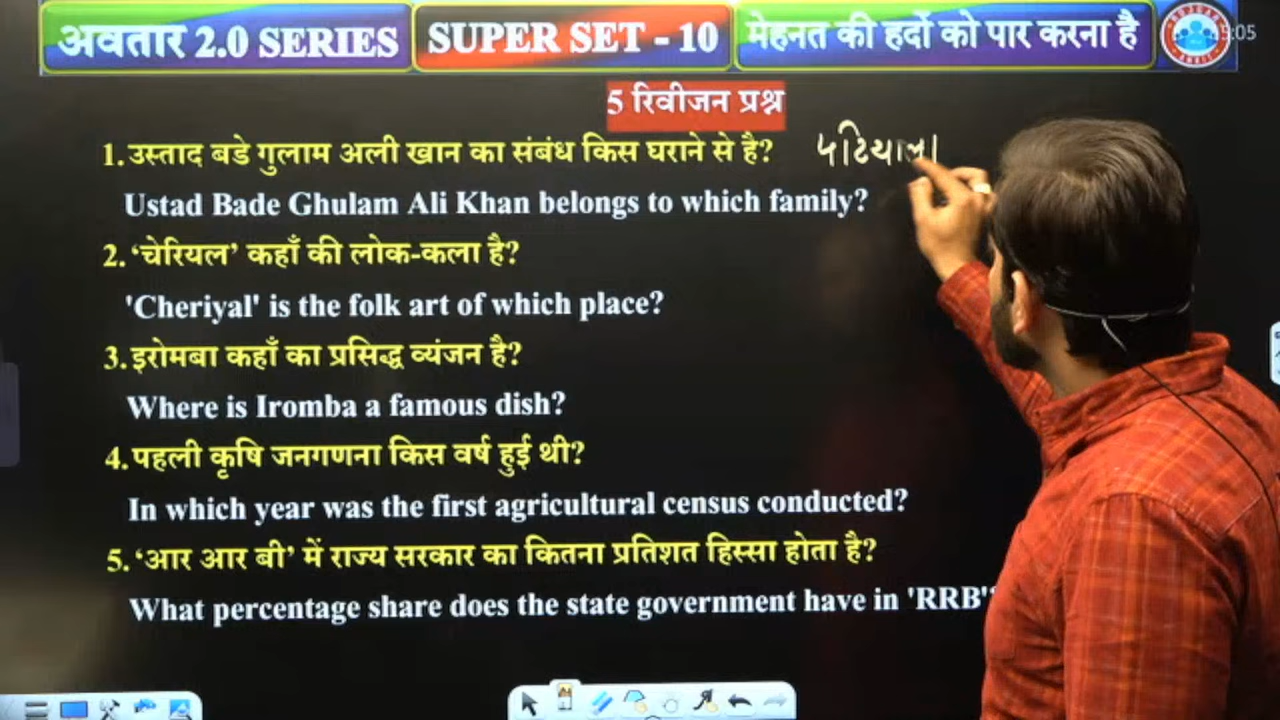 अवतार 2.0 SERIES SUPER SET - 10 मेहनत की हदों को पार करना है
5 रिवीजन प्रश्न
1. उस्ताद बडे गुलाम अली खान का संबंध किस घराने से है? पटियाला
Ustad Bade Ghulam Ali Khan belongs to which family?
2. ‘चेरियल’ कहाँ की लोक-कला है?
'Cheriyal' is the folk art of which place?
3. इरोमबा कहाँ का प्रसिद्ध व्यंजन है?
Where is Iromba a famous dish?
4. पहली कृषि जनगणना किस वर्ष हुई थी?
In which year was the first agricultural census conducted?
5. ‘आर आर बी’ में राज्य सरकार का कितना प्रतिशत हिस्सा होता है?
What percentage share does the state government have in 'RRB'?